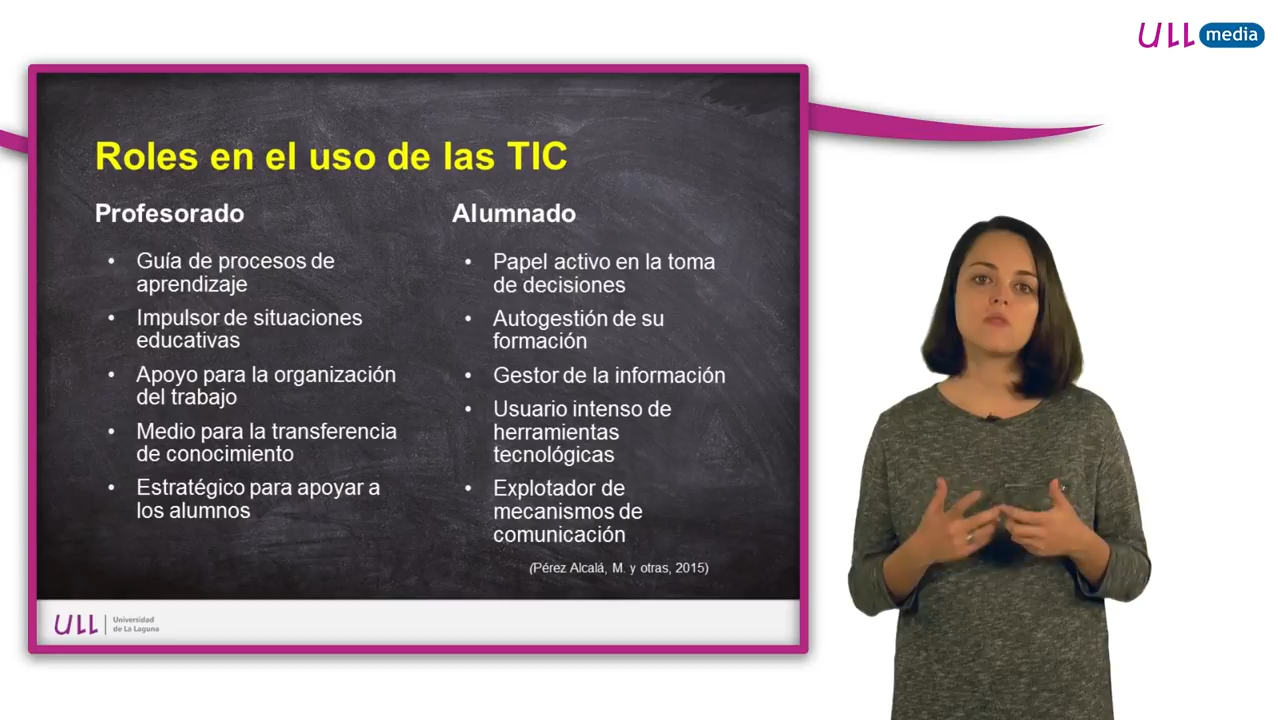 ULL media
Roles en el uso de las TIC
Profesorado
• Guía de procesos de
aprendizaje
• Impulsor de situaciones
educativas
• Apoyo para la organización
del trabajo
• Medio para la transferencia
de conocimiento
• Estratégico para apoyar a
los alumnos
Alumnado
• Papel activo en la toma
de decisiones
• Autogestión de su
formación
• Gestor de la información
• Usuario intenso de
herramientas
tecnológicas
• Explotador de
mecanismos de
comunicación
(Pérez Alcalá, M. y otras, 2015)
ULL
Universidad
de La Laguna